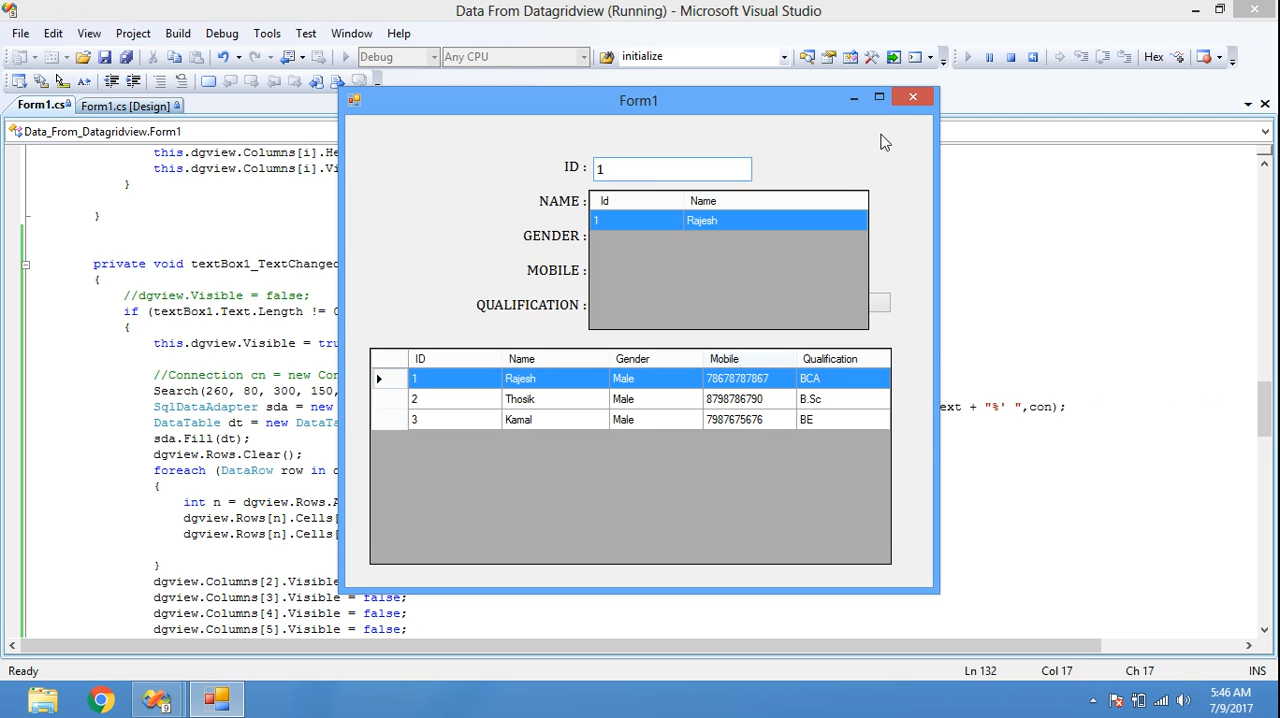 Data From Datagridview (Running) - Microsoft Visual Studio
File Edit View Project Build Debug Tools Test Window Help
Debug Any CPU initialize Hex
Form1.cs Form1.cs [Design]
Data_From_Datagridview.Form1
this.dgview.Columns[i].He
this.dgview.Columns[i].Vi
}
}
private void textBox1_TextChanged
{
//dgview.Visible = false;
if (textBox1.Text.Length != 0
{
this.dgview.Visible = tru
//Connection cn = new Con
Search(260, 80, 300, 150,
SqlDataAdapter sda = new ext + "%' ",con);
DataTable dt = new DataTa
sda.Fill(dt);
dgview.Rows.Clear();
foreach (DataRow row in d
{
int n = dgview.Rows.A
dgview.Rows[n].Cells[
dgview.Rows[n].Cells[
}
dgview.Columns[2].Visible = false;
dgview.Columns[3].Visible = false;
dgview.Columns[4].Visible = false;
dgview.Columns[5].Visible = false;
Form1
ID : 1
NAME :
GENDER :
MOBILE :
QUALIFICATION :
Id Name
1 Rajesh
ID Name Gender Mobile Qualification
1 Rajesh Male 78678787867 BCA
2 Thosik Male 8798786790 B.Sc
3 Kamal Male 7987675676 BE
Ready Ln 132 Col 17 Ch 17 INS
5:46 AM
7/9/2017